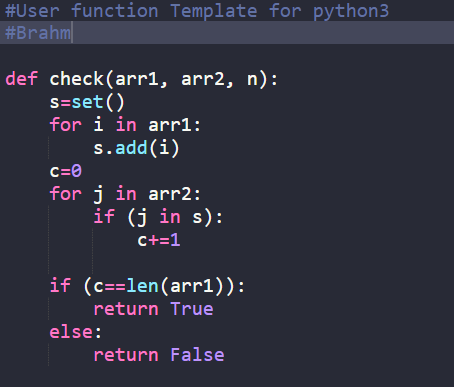 #User function Template for python3
#Brahm
def check(arr1, arr2, n):
    s=set()
    for i in arr1:
        s.add(i)
    c=0
    for j in arr2:
        if (j in s):
            c+=1
    if (c==len(arr1)):
        return True
    else:
        return False